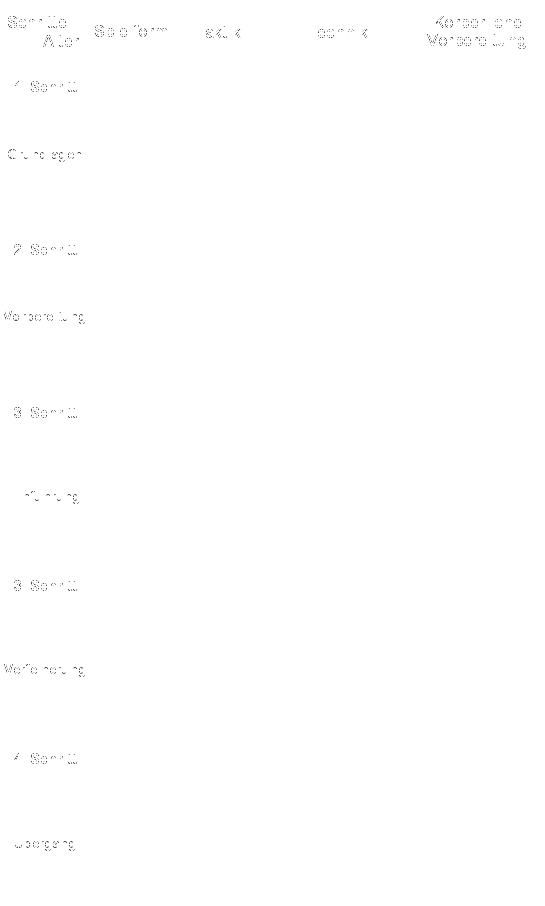 Schritte
Alter
Spielform
Taktik
Technik
Körperliche
Vorbereitung
1. Schritt
Grundlagen
2. Schritt
Vorbereitung
3. Schritt
Einführung
3. Schritt
Verfeinerung
4. Schritt
Übergang